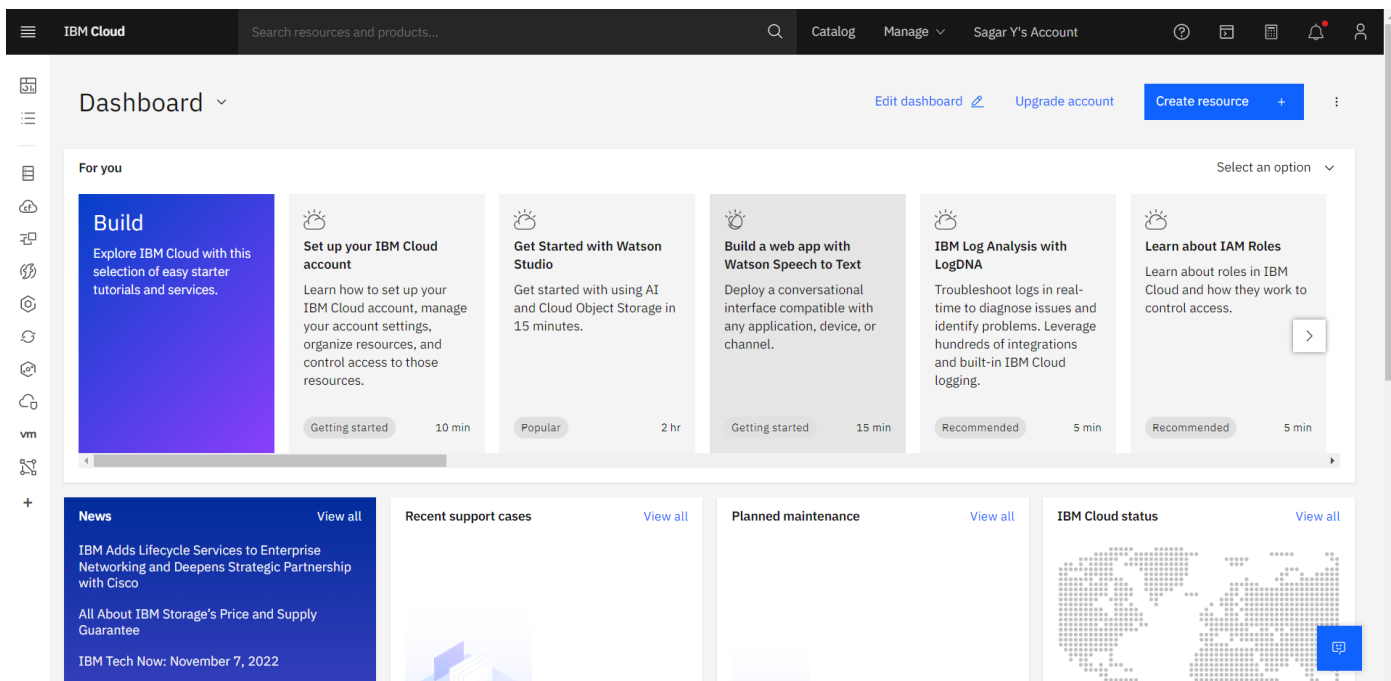 IBM Cloud
Search resources and products...
Catalog
Manage
Sagar Y's Account
Dashboard
Edit dashboard
Upgrade account
Create resource +
For you
Select an option
Build
Explore IBM Cloud with this
selection of easy starter
tutorials and services.
Set up your IBM Cloud
account
Learn how to set up your
IBM Cloud account, manage
your account settings,
organize resources, and
control access to those
resources.
Getting started
10 min
Get Started with Watson
Studio
Get started with using AI
and Cloud Object Storage in
15 minutes.
Popular
2 hr
Build a web app with
Watson Speech to Text
Deploy a conversational
interface compatible with
any application, device, or
channel.
Getting started
15 min
IBM Log Analysis with
LogDNA
Troubleshoot logs in real-
time to diagnose issues and
identify problems. Leverage
hundreds of integrations
and built-in IBM Cloud
logging.
Recommended
5 min
Learn about IAM Roles
Learn about roles in IBM
Cloud and how they work to
control access.
Recommended
5 min
vm
News
View all
IBM Adds Lifecycle Services to Enterprise
Networking and Deepens Strategic Partnership
with Cisco
All About IBM Storage's Price and Supply
Guarantee
IBM Tech Now: November 7, 2022
Recent support cases
View all
Planned maintenance
View all
IBM Cloud status
View all